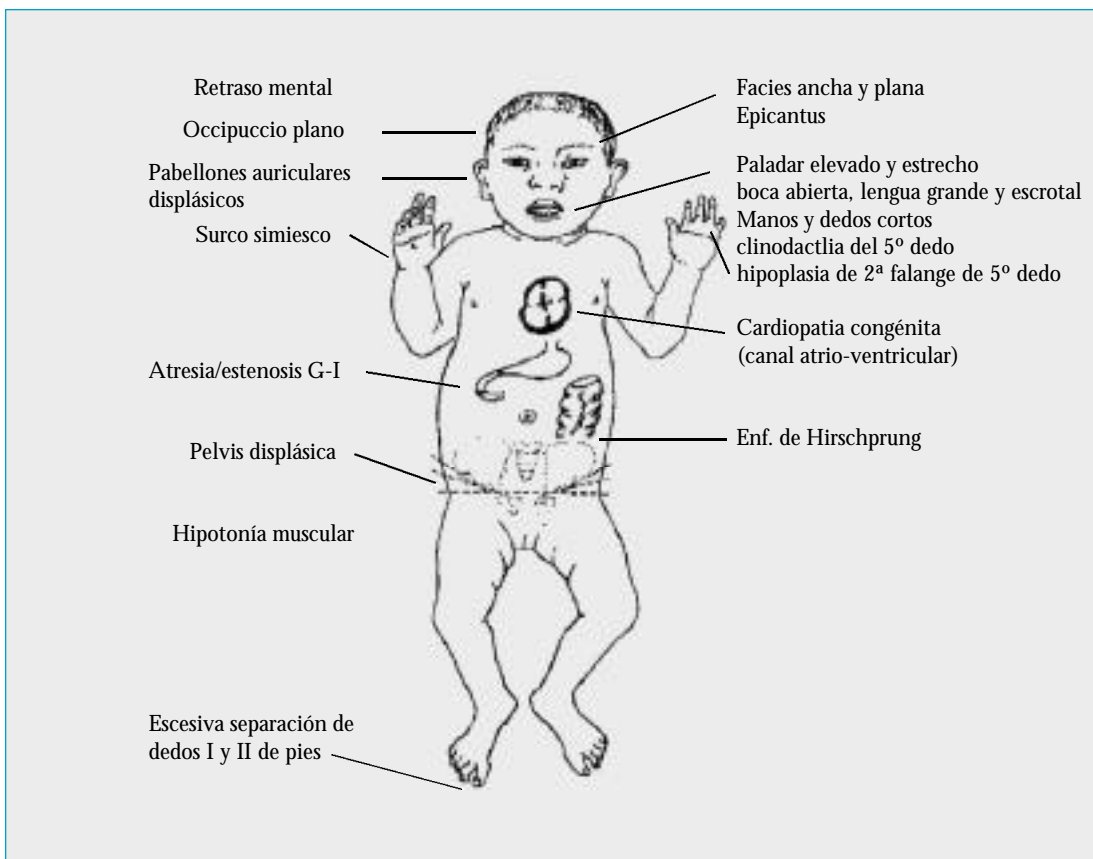 Retraso mental
Occipuccio plano
Pabellones auriculares
displásicos
Surco simiesco
Atresia/estenosis G-I
Pelvis displásica
Hipotonía muscular
Escesiva separación de
dedos I y II de pies
Facies ancha y plana
Epicantus
Paladar elevado y estrecho
boca abierta, lengua grande y escrotal
Manos y dedos cortos
clinodactlia del 5º dedo
hipoplasia de 2ª falange de 5º dedo
Cardiopatia congénita
(canal atrio-ventricular)
Enf. de Hirschprung